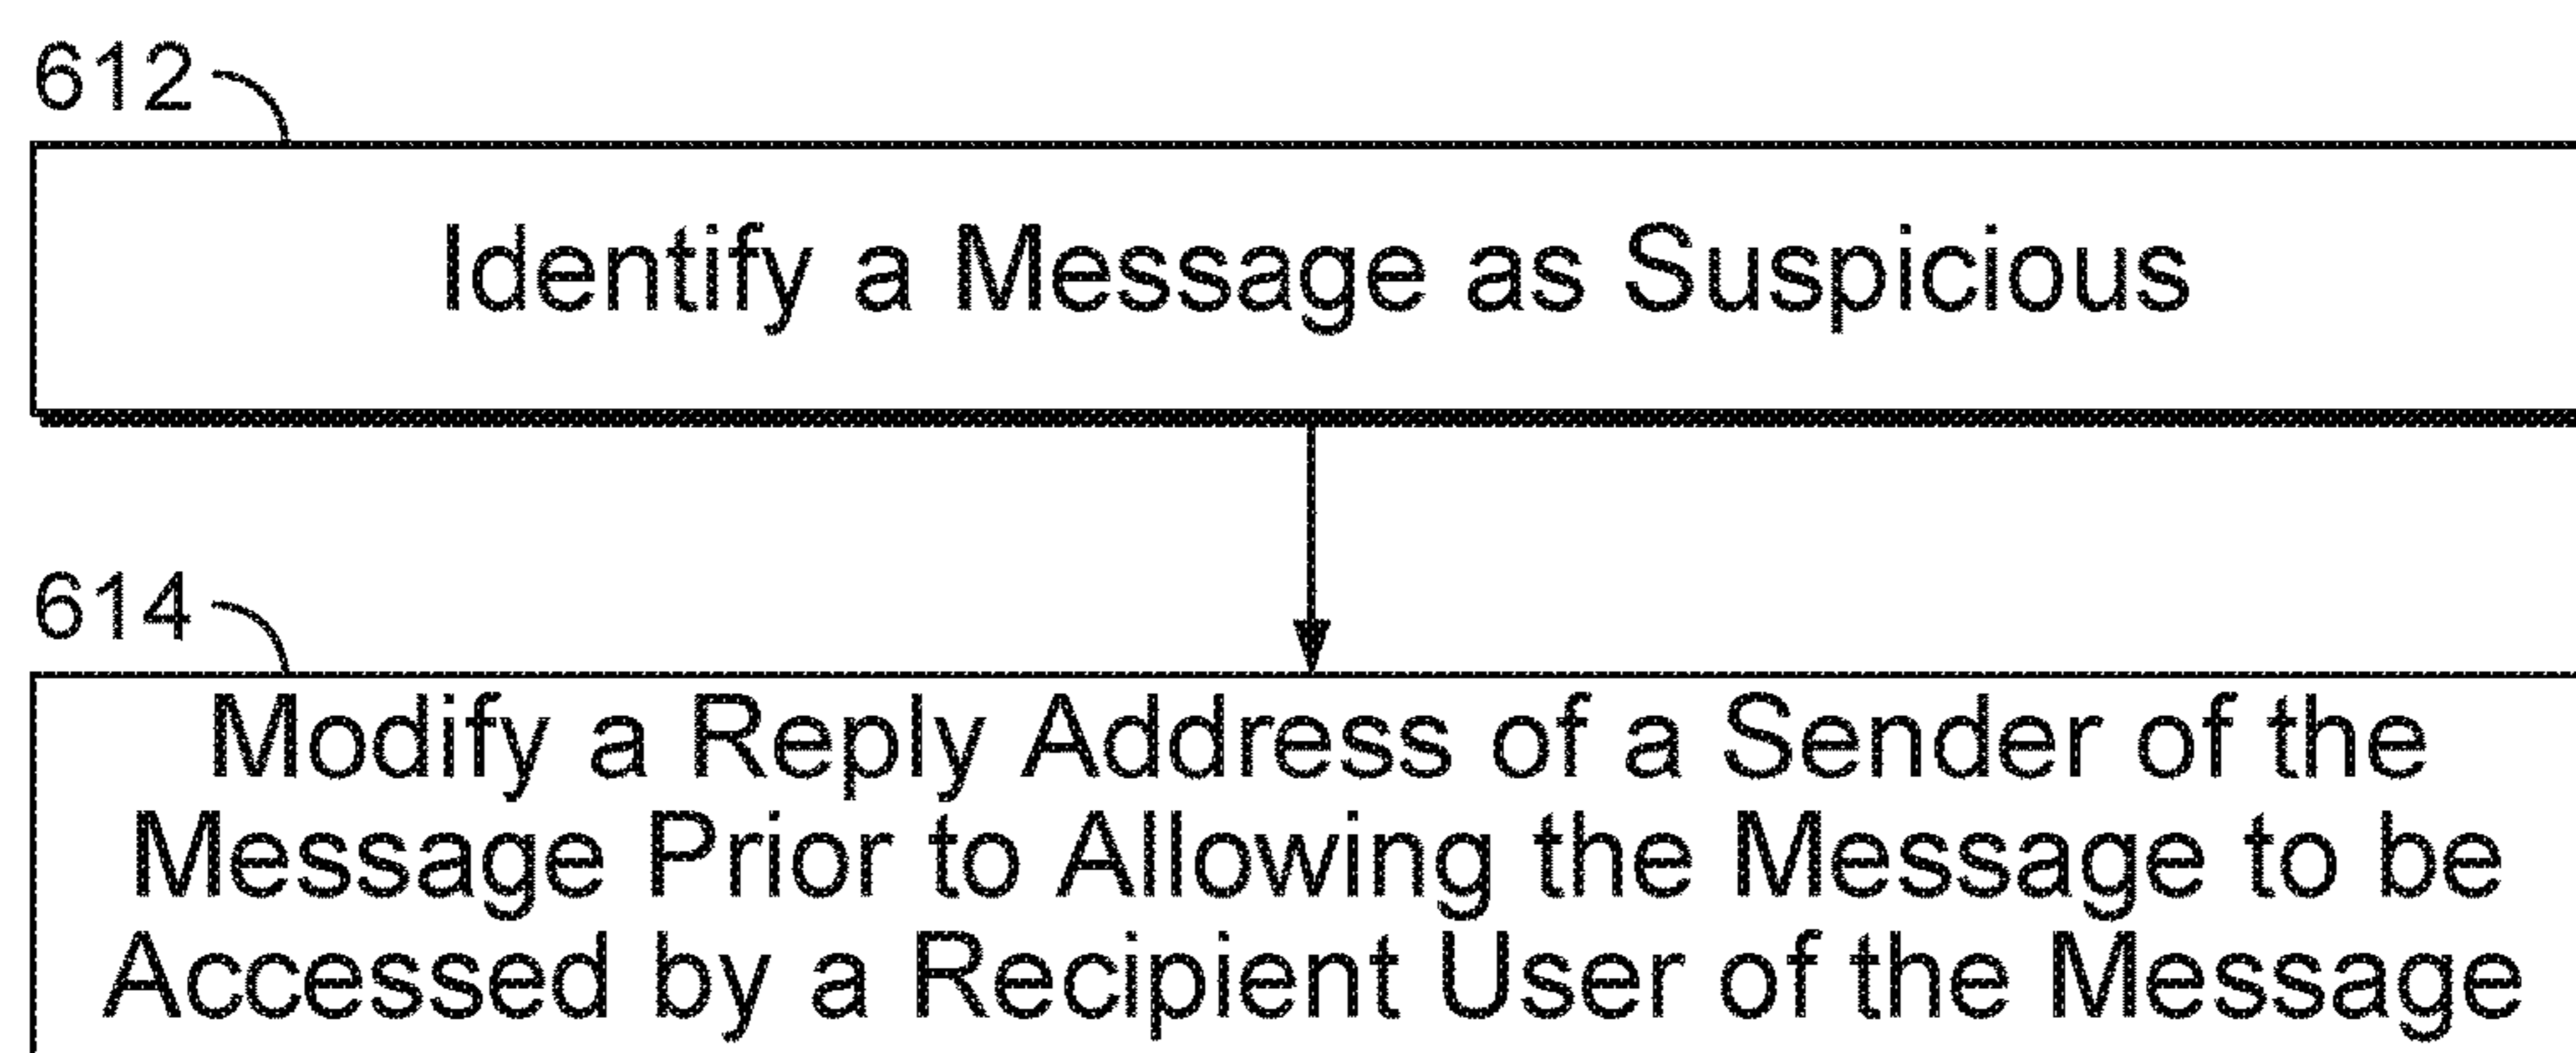 612
Identify a Message as Suspicious
614
Modify a Reply Address of a Sender of the
Message Prior to Allowing the Message to be
Accessed by a Recipient User of the Message